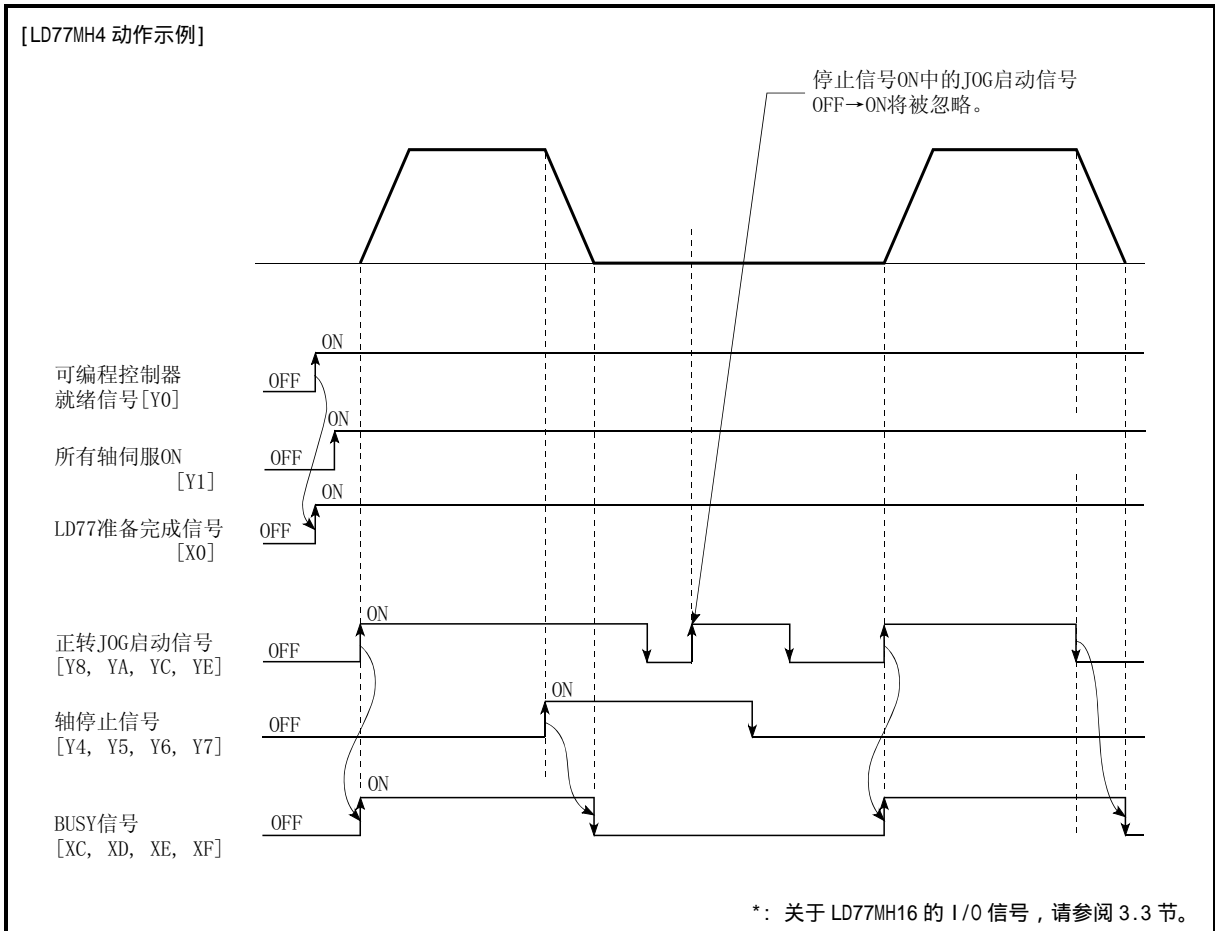 [LD77MH4 动作示例]
停止信号ON中的JOG启动信号
OFF→ON将被忽略。
ON
可编程控制器
就绪信号[Y0]
OFF
ON
所有轴伺服ON
[Y1]
OFF
ON
LD77准备完成信号
[X0]
OFF
ON
正转JOG启动信号
[Y8, YA, YC, YE]
OFF
ON
轴停止信号
[Y4, Y5, Y6, Y7]
OFF
ON
BUSY信号
[XC, XD, XE, XF]
OFF
*: 关于 LD77MH16 的 I/O 信号，请参阅 3.3 节。